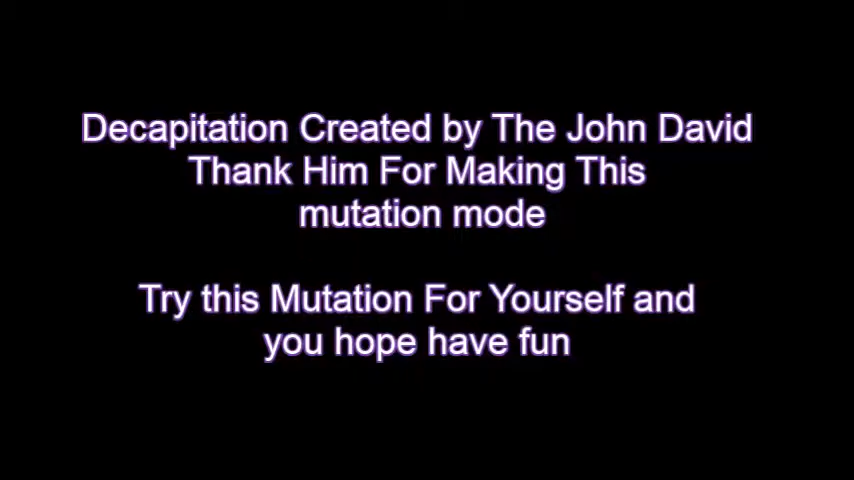 Decapitation Created by The John David
Thank Him For Making This
mutation mode
Try this Mutation For Yourself and
you hope have fun